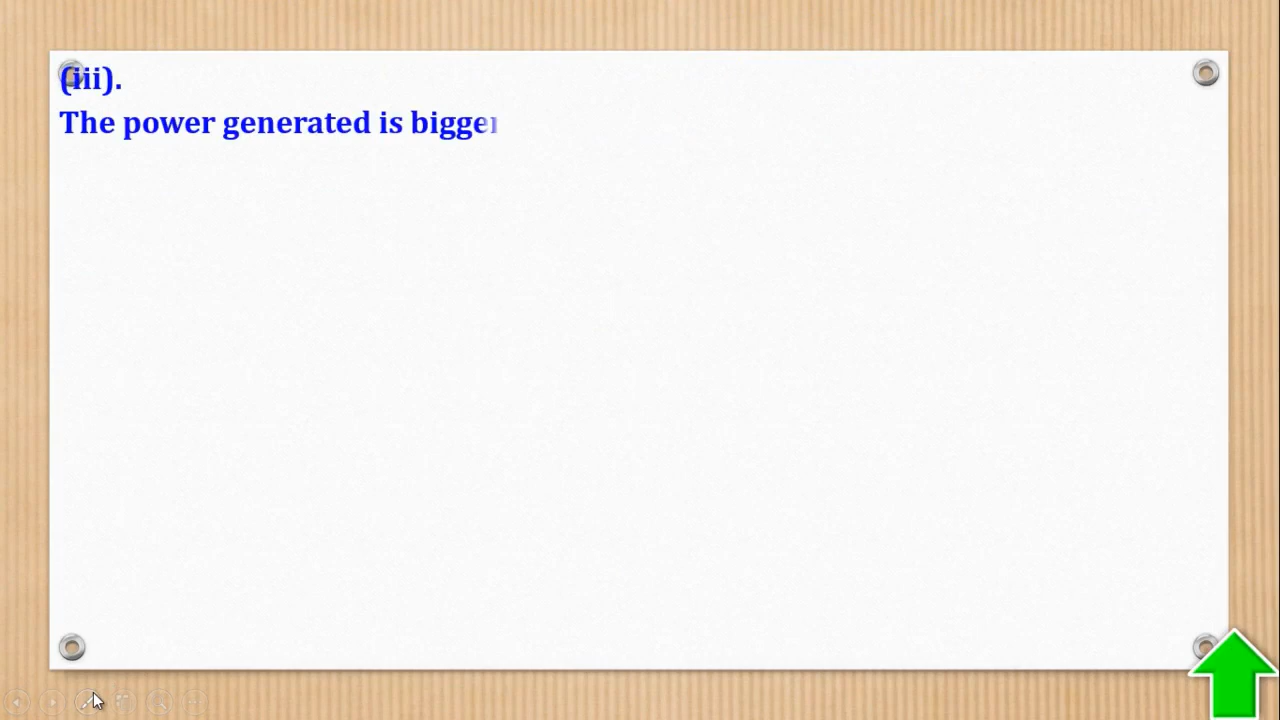 (iii).
The power generated is bigger